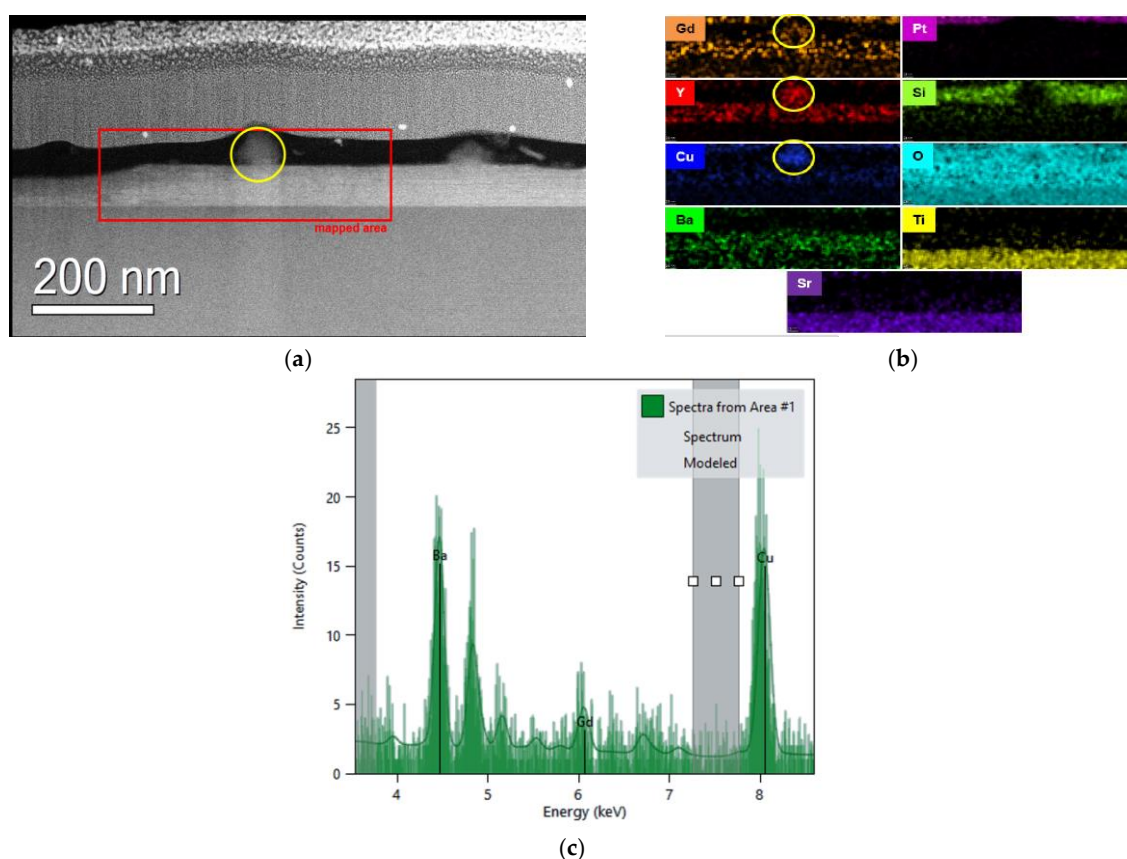 mapped area
200 nm
(a)
Gd
Pt
Y
Si
Cu
O
Ba
Ti
Sr
(b)
25
20
15
10
5
0
Intensity (Counts)
Spectra from Area #1
Spectrum
Modeled
Ba
Gd
Cu
4
5
6
7
8
Energy (keV)
(c)